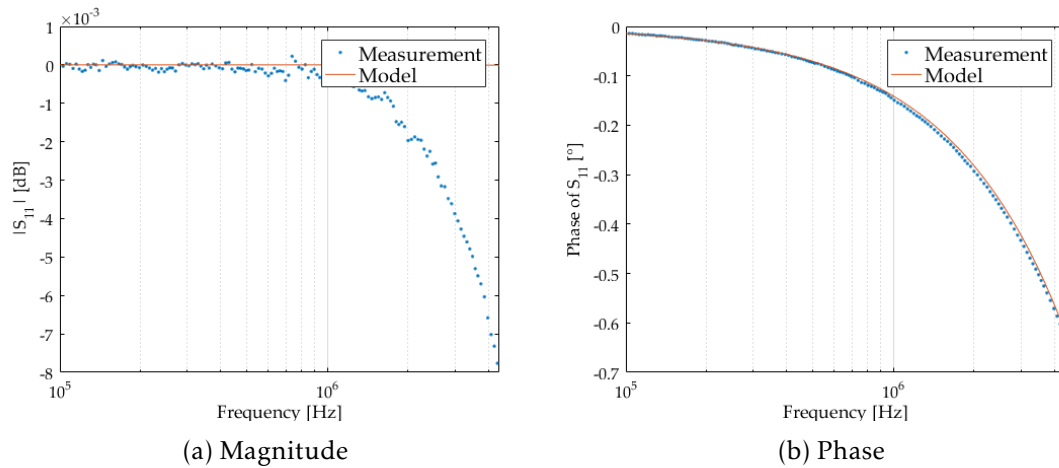 ×10⁻³
1
0
-1
-2
-3
-4
-5
-6
-7
-8
|S₁₁| [dB]
Measurement
Model
10⁵
10⁶
Frequency [Hz]
(a) Magnitude
0
-0.1
-0.2
-0.3
-0.4
-0.5
-0.6
-0.7
Phase of S₁₁ [°]
Measurement
Model
10⁵
10⁶
Frequency [Hz]
(b) Phase